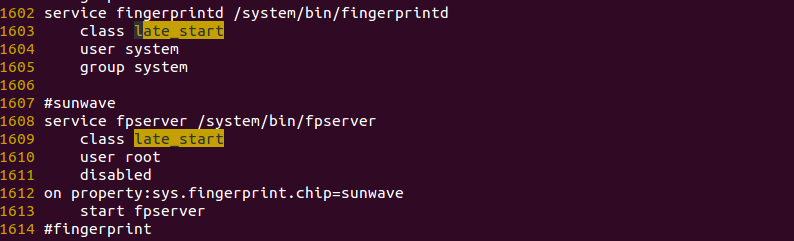 1602 service fingerprintd /system/bin/fingerprintd
1603     class late_start
1604     user system
1605     group system
1606
1607 #sunwave
1608 service fpserver /system/bin/fpserver
1609     class late_start
1610     user root
1611     disabled
1612 on property:sys.fingerprint.chip=sunwave
1613     start fpserver
1614 #fingerprint